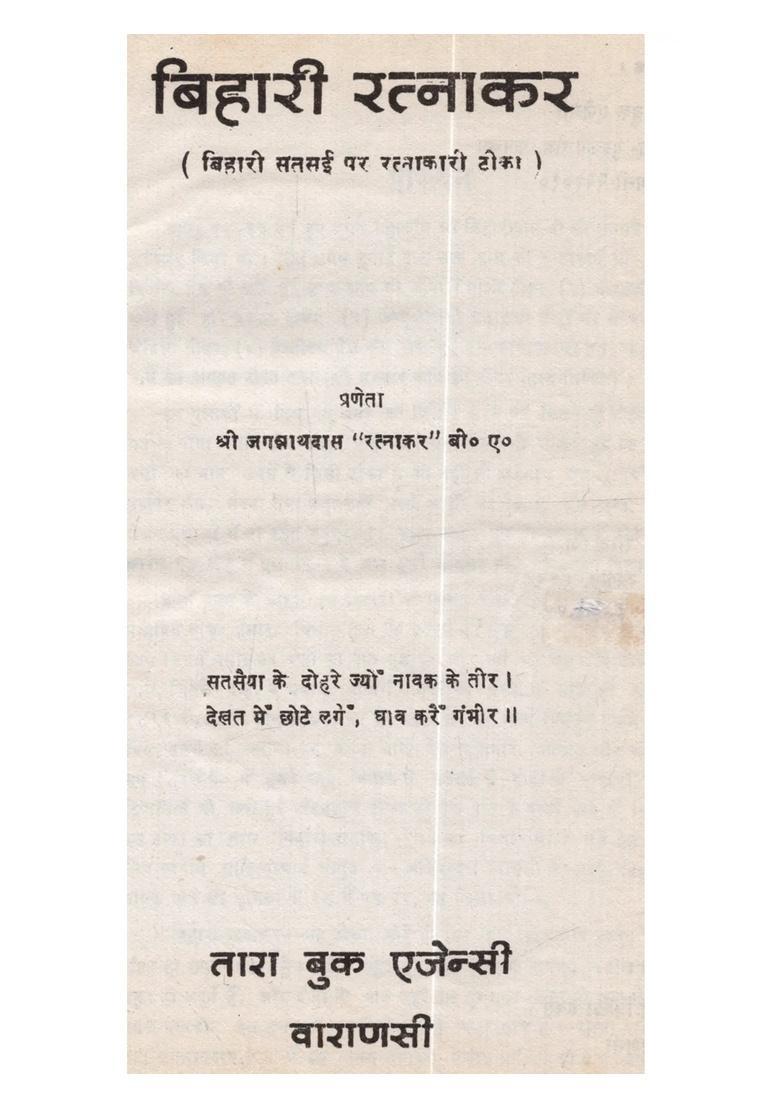 बिहारी रत्नाकर
( बिहारी सतसई पर रत्नाकारी टीका )
प्रणेता
श्री जगन्नाथदास “रत्नाकर” बी० ए०
सतसैया के दोहरे ज्योँ नावक के तीर।
देखत मेँ छोटे लगेँ, घाव करैँ गंभीर॥
तारा बुक एजेन्सी
वाराणसी